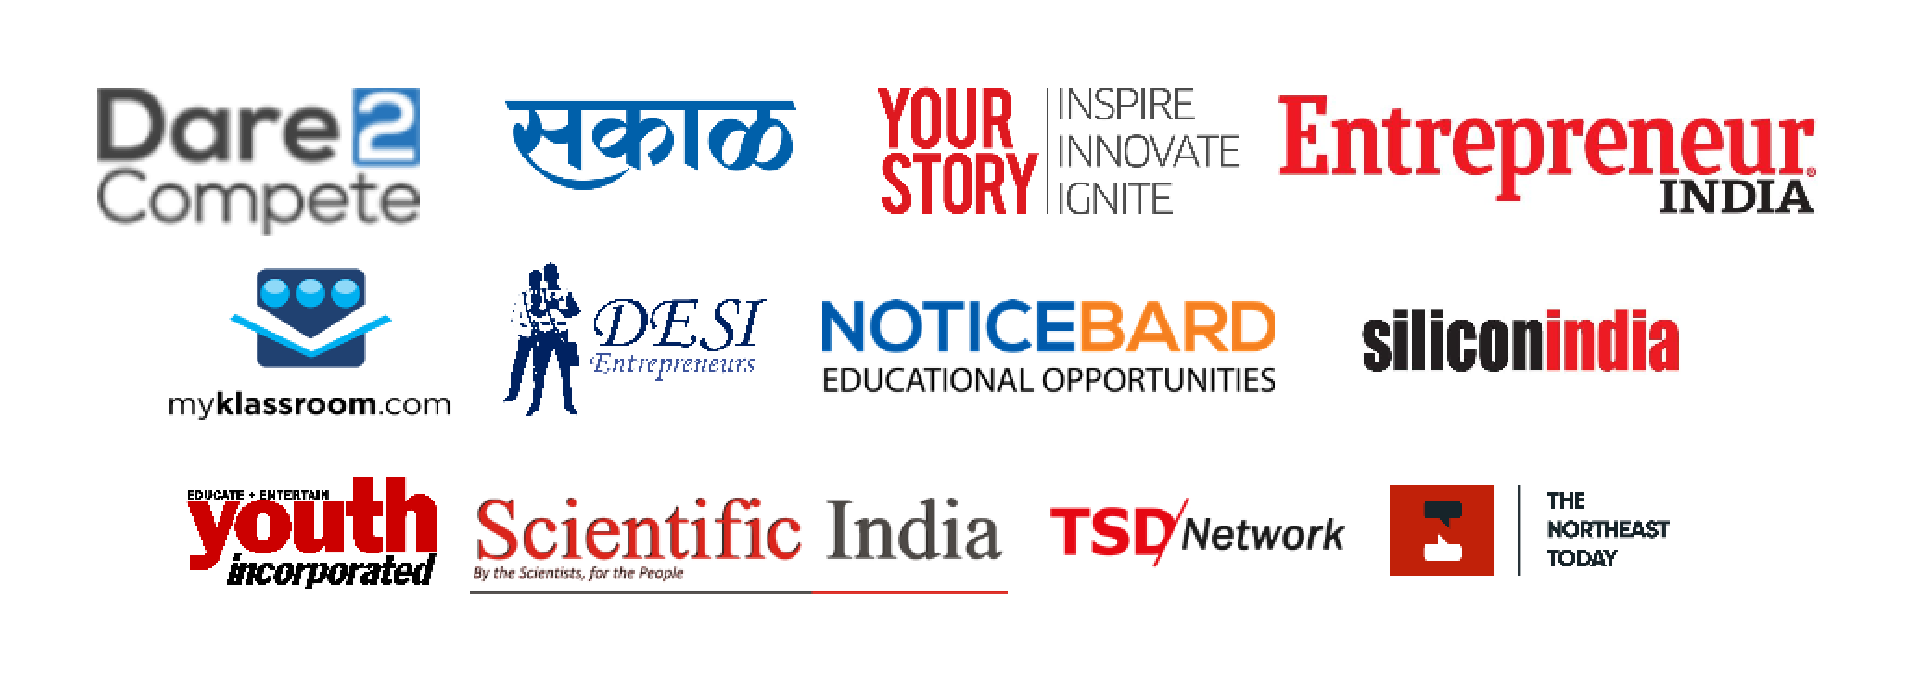 Dare2
Compete
सकाळ
YOUR
STORY
INSPIRE
INNOVATE
IGNITE
Entrepreneur®
INDIA
myklassroom.com
DESI
Entrepreneurs
NOTICEBARD
EDUCATIONAL OPPORTUNITIES
siliconindia
EDUCATE + ENTERTAIN
youth
incorporated
Scientific India
By the Scientists, for the People
TSD Network
THE
NORTHEAST
TODAY